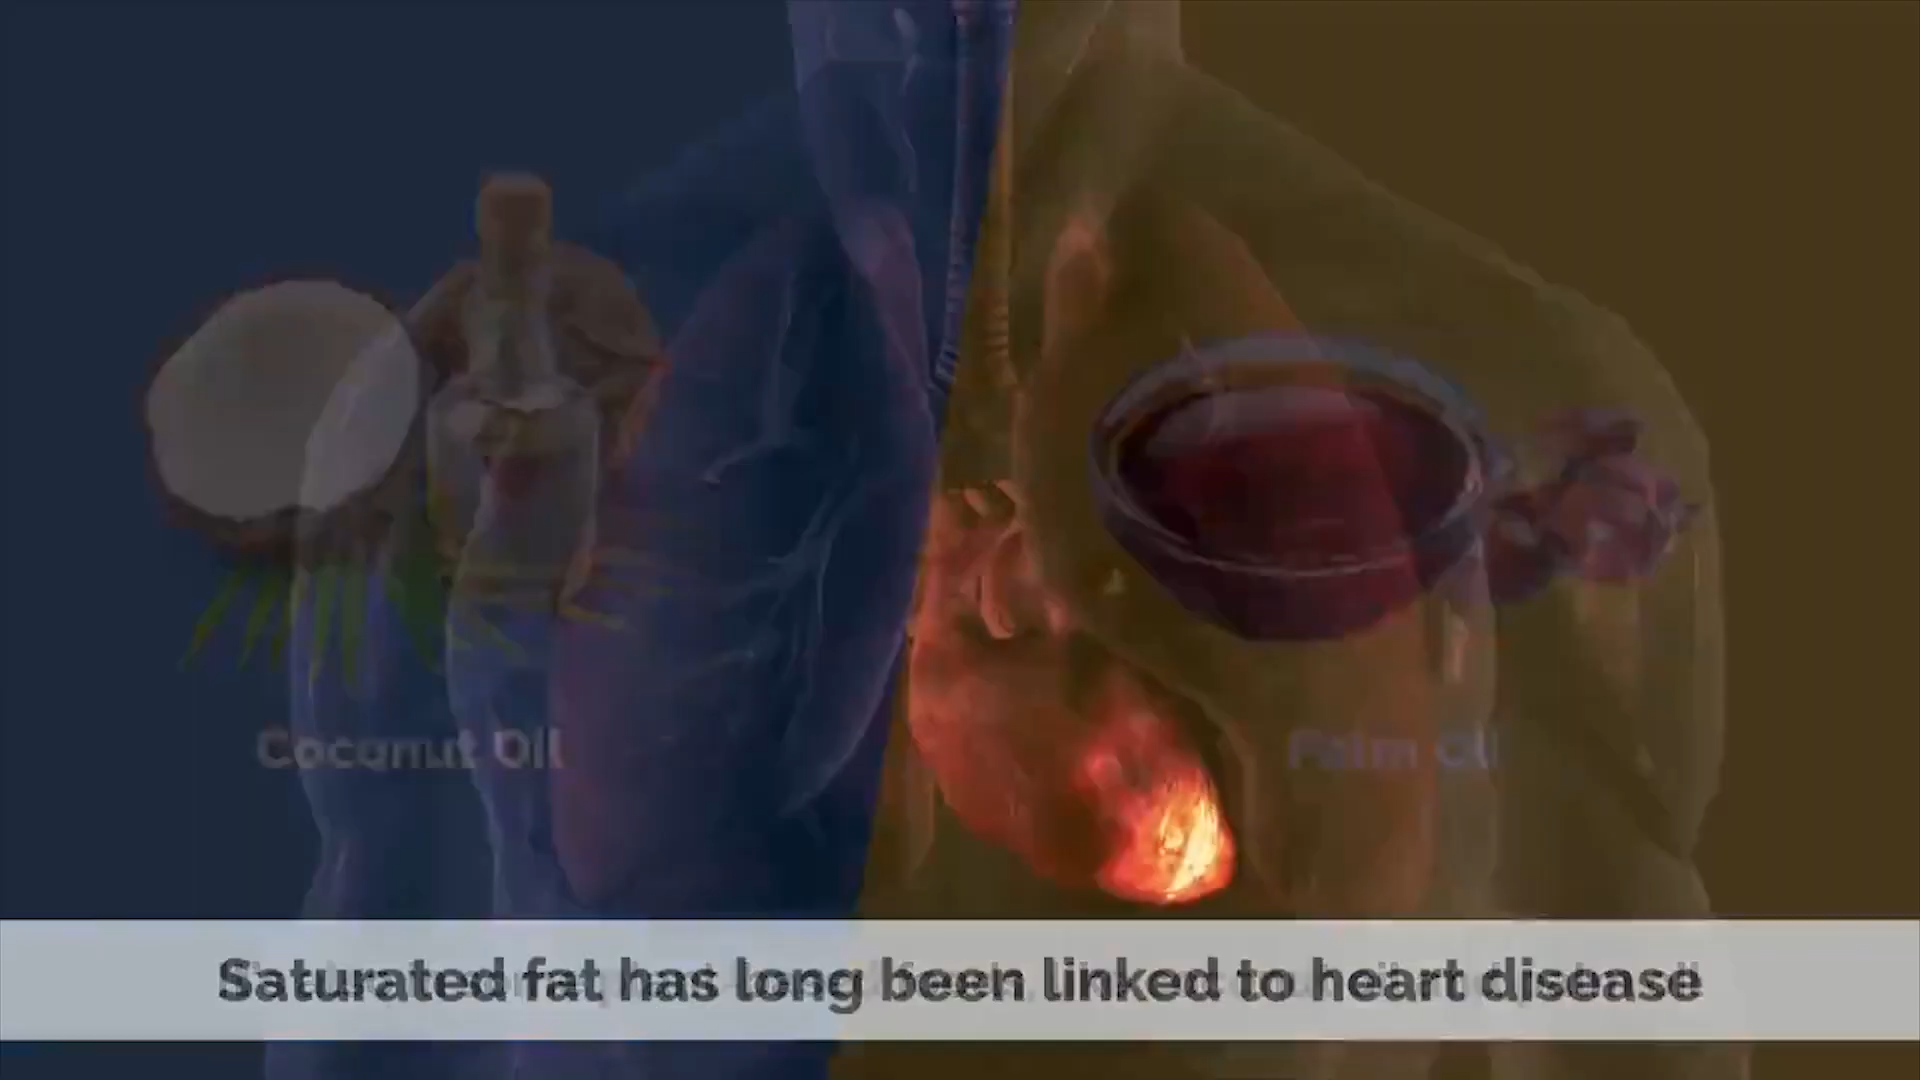 Coconut Oil
Palm Oil
Saturated fat has long been linked to heart disease